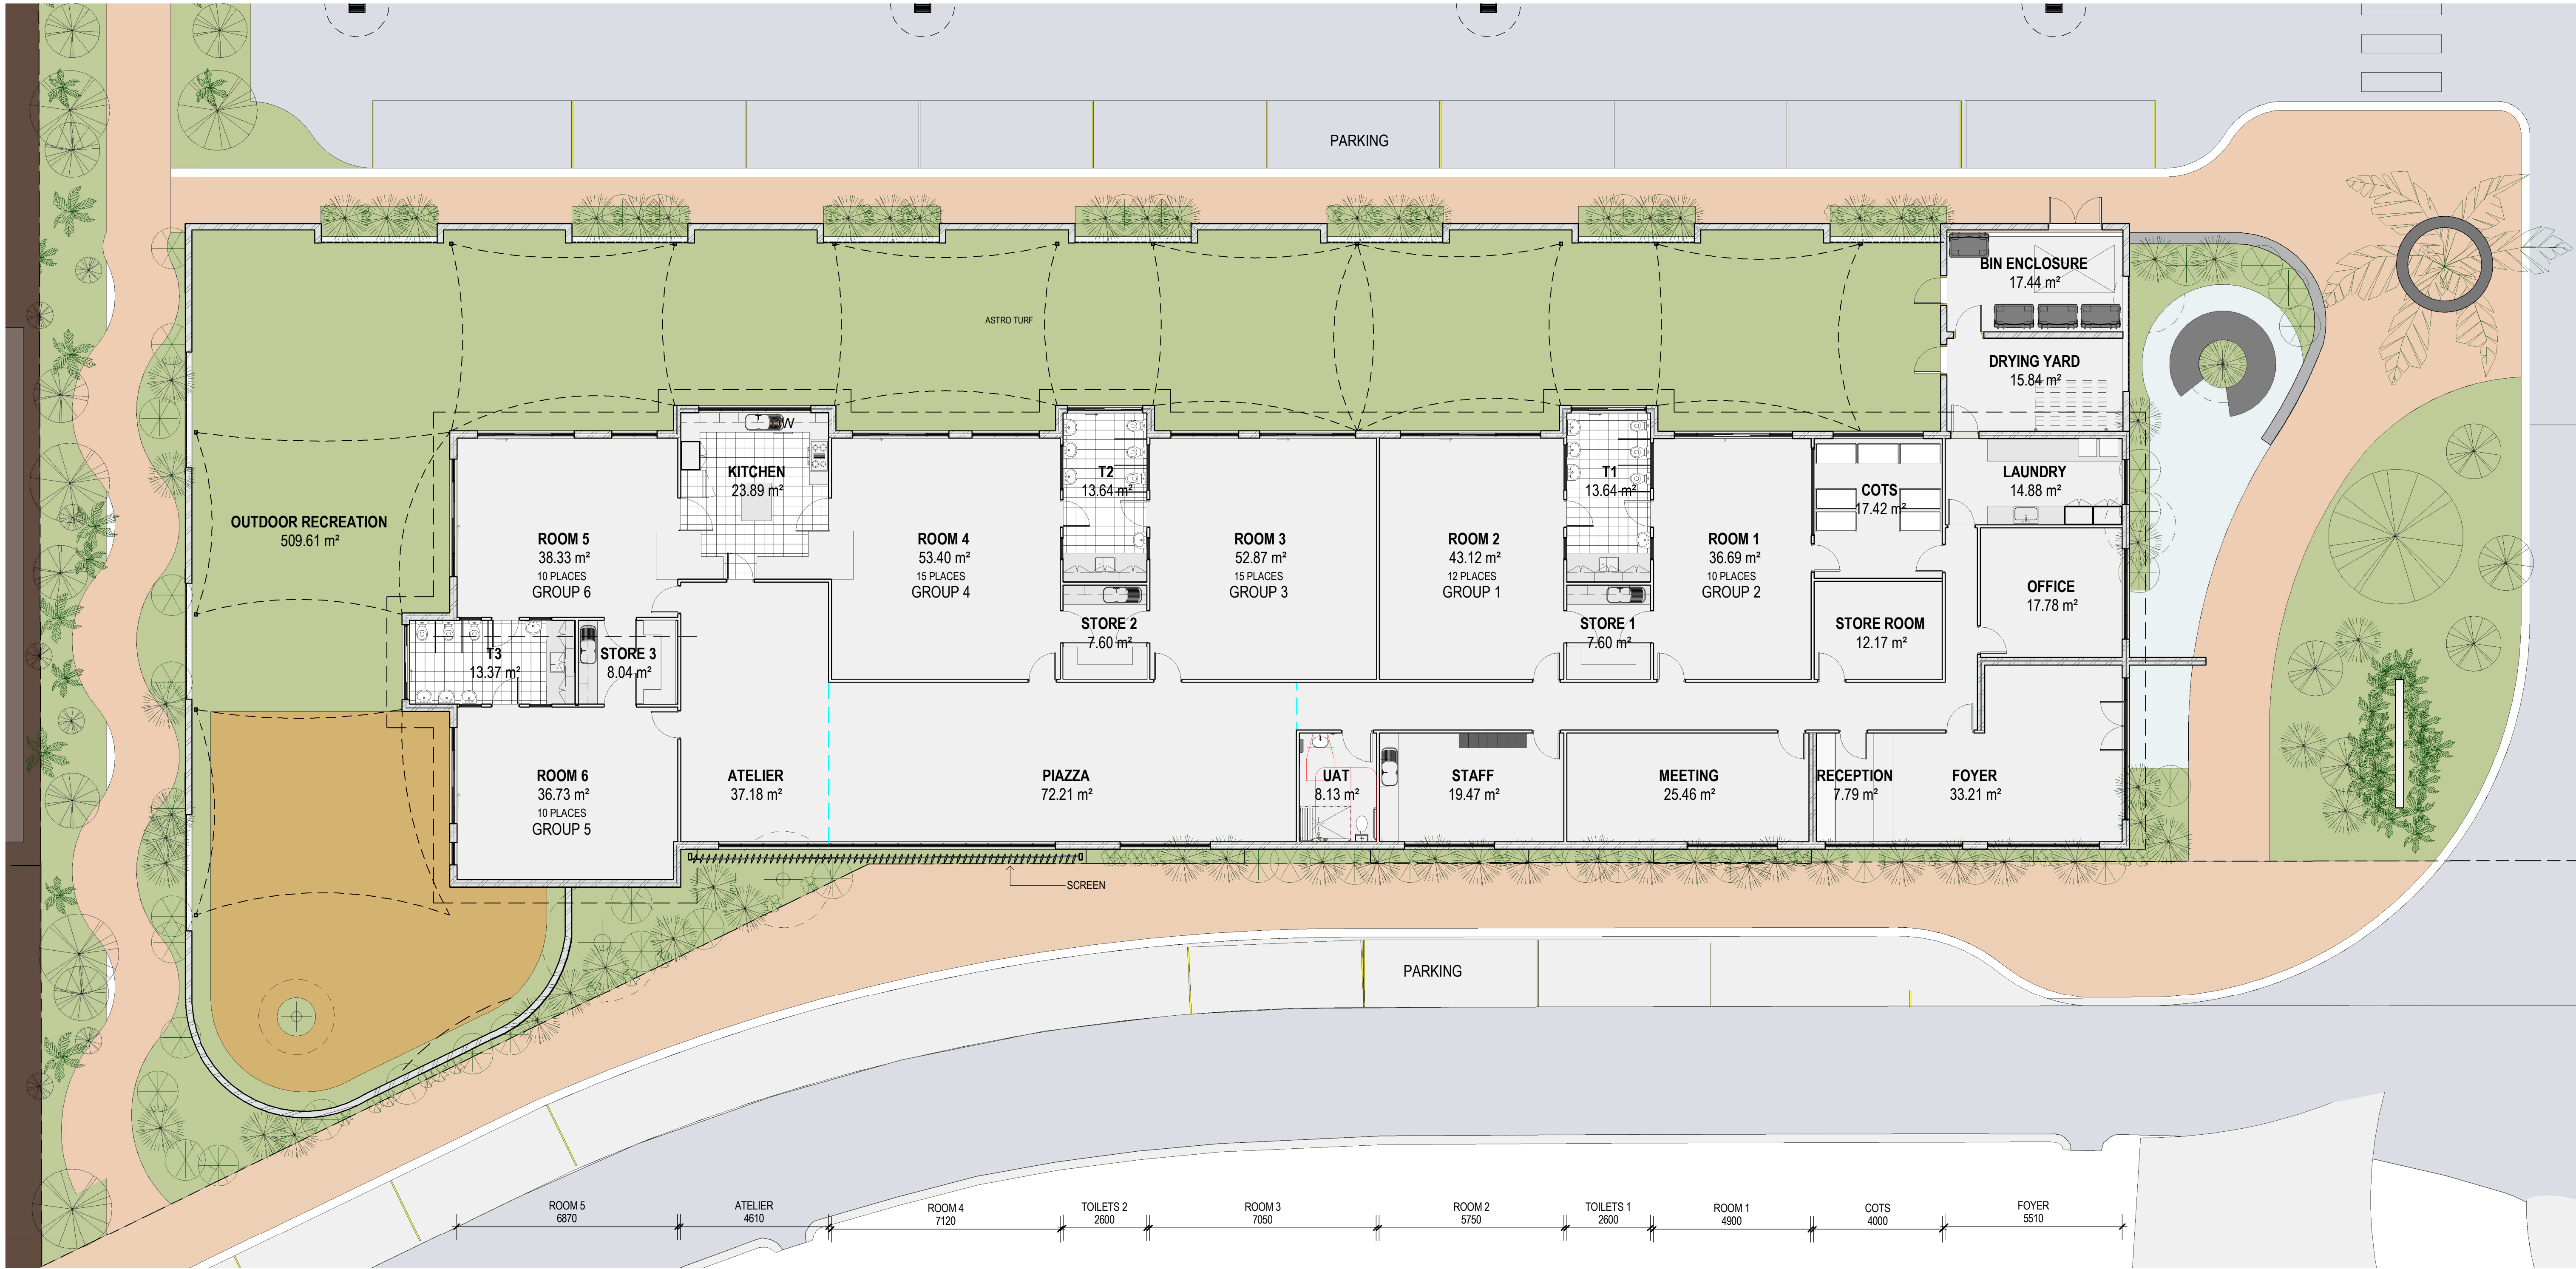 PARKING
BIN ENCLOSURE
17.44 m²
ASTRO TURF
DRYING YARD
15.84 m²
DW
KITCHEN
23.89 m²
T2
13.64 m²
T1
13.64 m²
COTS
17.42 m²
LAUNDRY
14.88 m²
OUTDOOR RECREATION
509.61 m²
ROOM 5
38.33 m²
10 PLACES
GROUP 6
ROOM 4
53.40 m²
15 PLACES
GROUP 4
ROOM 3
52.87 m²
15 PLACES
GROUP 3
ROOM 2
43.12 m²
12 PLACES
GROUP 1
ROOM 1
36.69 m²
10 PLACES
GROUP 2
OFFICE
17.78 m²
T3
13.37 m²
STORE 3
8.04 m²
STORE 2
7.60 m²
STORE 1
7.60 m²
STORE ROOM
12.17 m²
ROOM 6
36.73 m²
10 PLACES
GROUP 5
ATELIER
37.18 m²
PIAZZA
72.21 m²
UAT
8.13 m²
STAFF
19.47 m²
MEETING
25.46 m²
RECEPTION
7.79 m²
FOYER
33.21 m²
SCREEN
PARKING
ROOM 5
6870
ATELIER
4610
ROOM 4
7120
TOILETS 2
2600
ROOM 3
7050
ROOM 2
5750
TOILETS 1
2600
ROOM 1
4900
COTS
4000
FOYER
5510